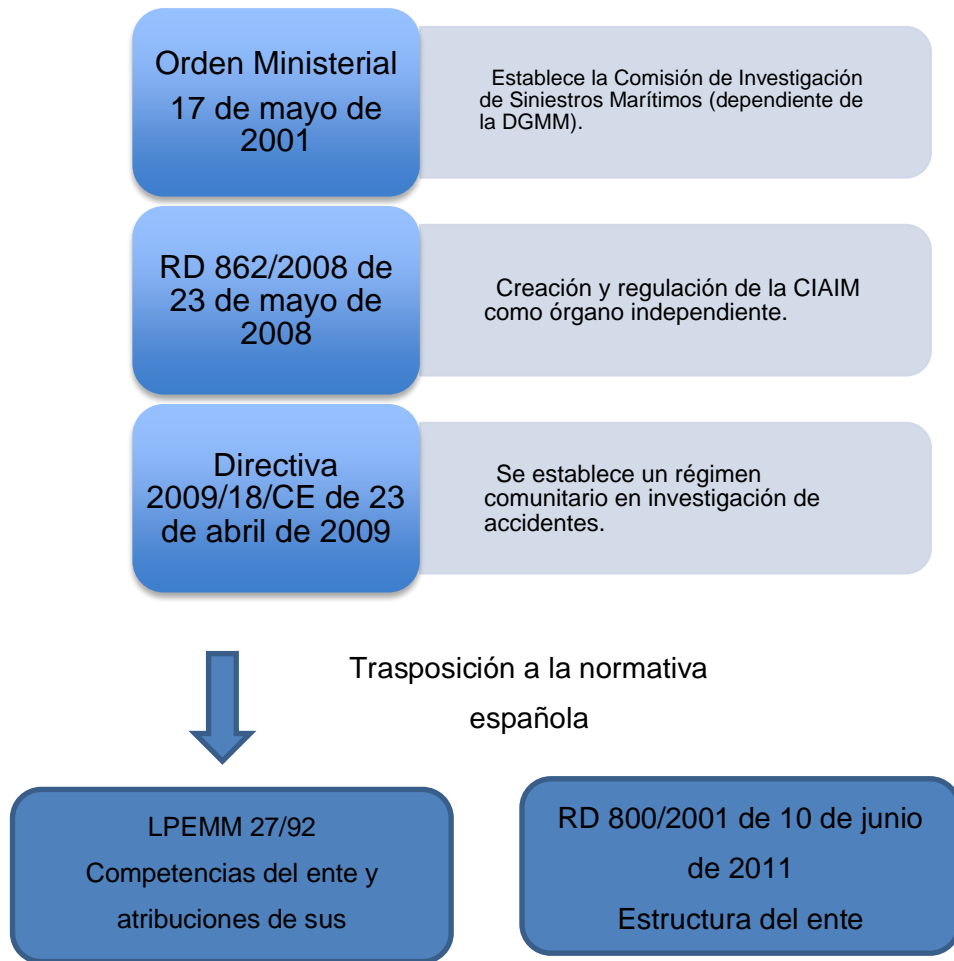 Orden Ministerial
17 de mayo de
2001
Establece la Comisión de Investigación
de Siniestros Marítimos (dependiente de
la DGMM).
RD 862/2008 de
23 de mayo de
2008
Creación y regulación de la CIAIM
como órgano independiente.
Directiva
2009/18/CE de 23
de abril de 2009
Se establece un régimen
comunitario en investigación de
accidentes.
Trasposición a la normativa
española
LPEMM 27/92
Competencias del ente y
atribuciones de sus
RD 800/2001 de 10 de junio
de 2011
Estructura del ente